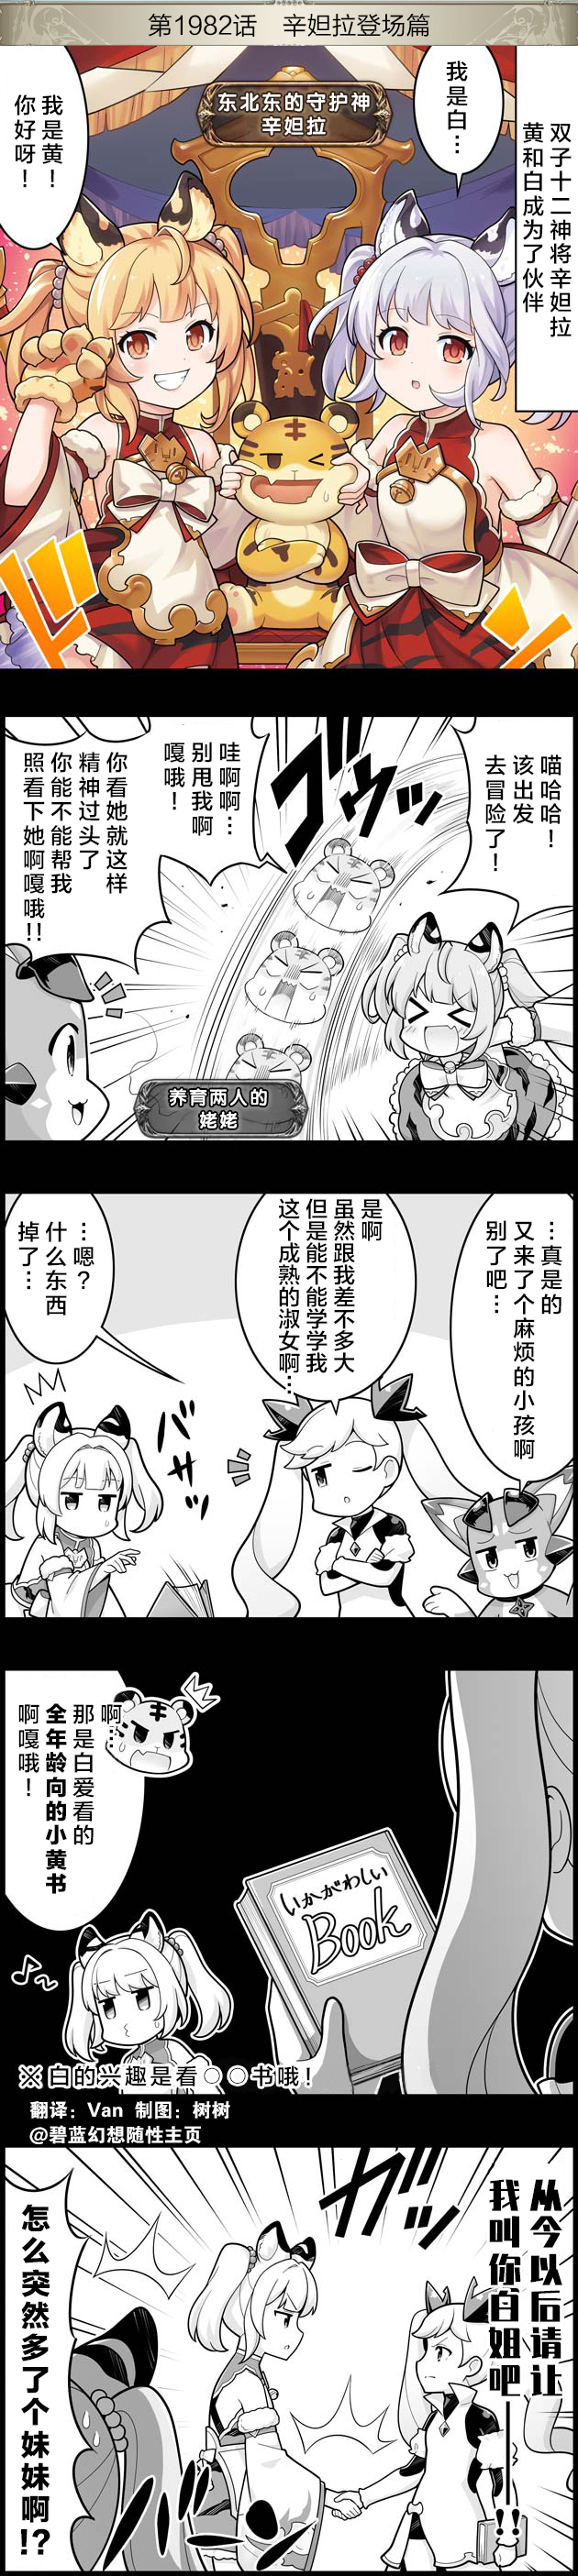 第1982话　辛妲拉登场篇
双子十二神将辛妲拉
黄和白成为了伙伴
我是白…
东北东的守护神
辛妲拉
我是黄！
你好呀！
ドド
喵哈哈！
该出发
去冒险了！
ブンッ
哇啊啊…
别甩我啊
嘎哦！
你看她就这样
精神过头了
你能不能帮我
照看下她啊嘎哦!!
养育两人的
姥姥
…真是的
又来了个麻烦的小孩啊
别了吧…
是啊
虽然跟我差不多大
但是能不能学学我
这个成熟的淑女啊…
バサッ
…嗯？
什么东西
掉了…
啊…
那是白爱看的
全年龄向的小黄书
啊嘎哦！
いかがわしい
Book
※白的兴趣是看○○书哦！
翻译：Van 制图：树树
@碧蓝幻想随性主页
从今以后请让
我叫你白姐吧──!!
ガッ
怎么突然多了个妹妹啊!?